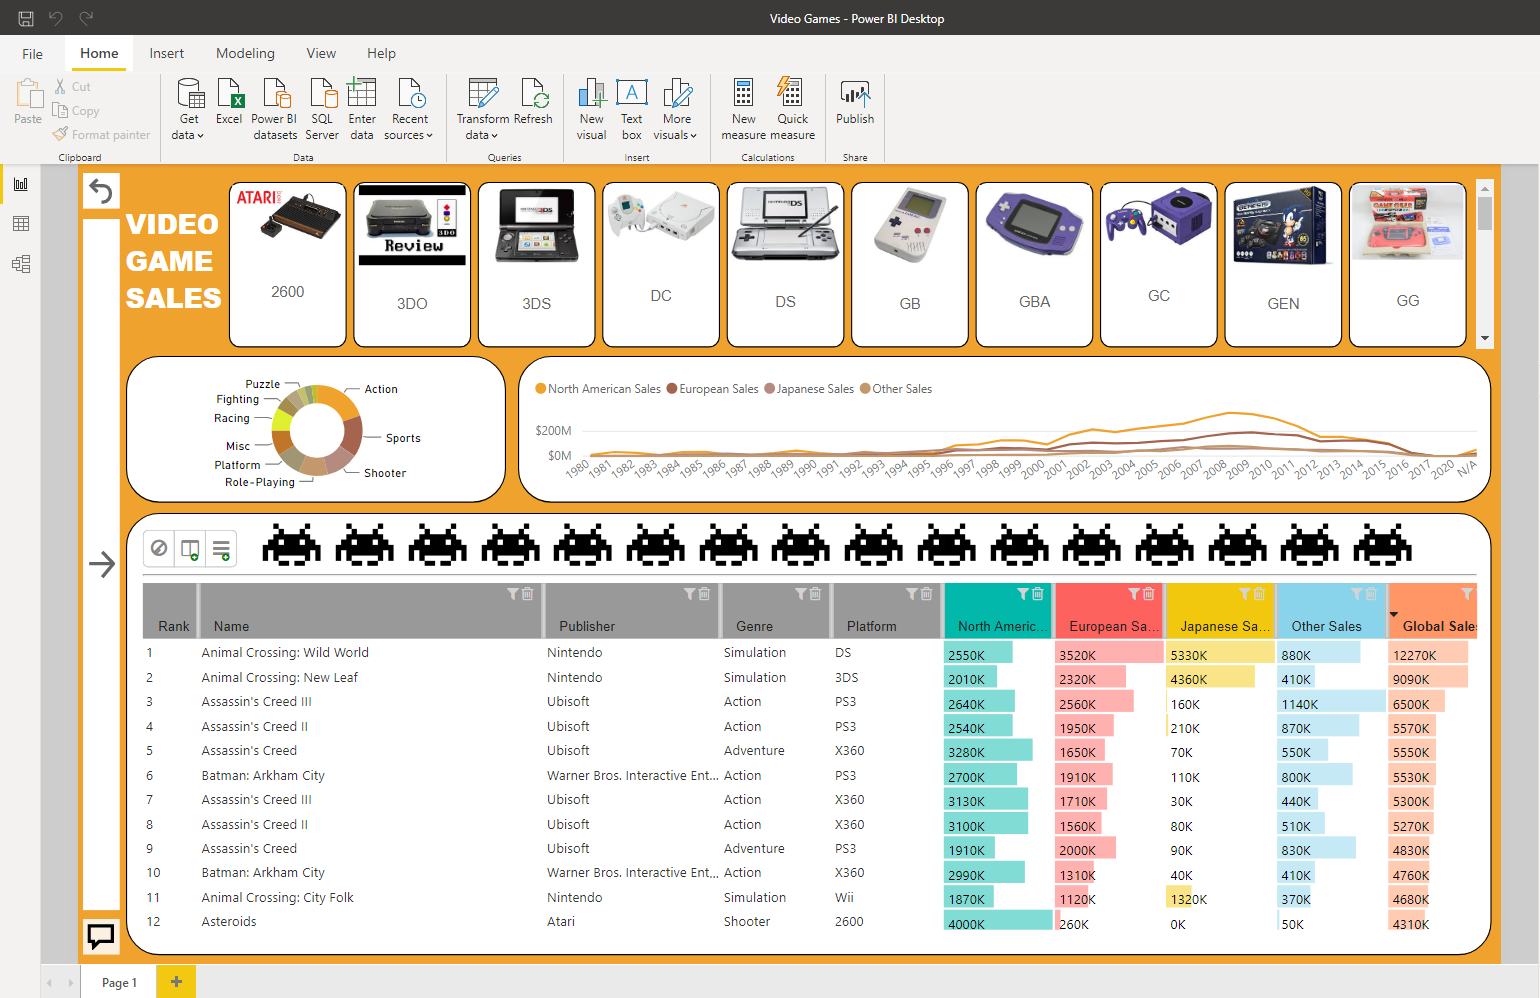 Video Games - Power BI Desktop
File Home Insert Modeling View Help
Paste
Cut
Copy
Format painter
Clipboard
Get data
Excel
Power BI datasets
SQL Server
Enter data
Recent sources
Data
Transform data
Refresh
Queries
New visual
Text box
More visuals
Insert
New measure
Quick measure
Calculations
Publish
Share
VIDEO
GAME
SALES
ATARI
2600
3DO
Review
3DO
NINTENDO 3DS
3DS
DC
NINTENDO DS
DS
GB
GBA
GC
GENESIS
GEN
GAME GEAR
GG
Puzzle
Fighting
Racing
Misc
Platform
Role-Playing
Action
Sports
Shooter
North American Sales European Sales Japanese Sales Other Sales
$200M
$0M
1980 1981 1982 1983 1984 1985 1986 1987 1988 1989 1990 1991 1992 1993 1994 1995 1996 1997 1998 1999 2000 2001 2002 2003 2004 2005 2006 2007 2008 2009 2010 2011 2012 2013 2014 2015 2016 2017 2020 N/A
Rank Name Publisher Genre Platform North Americ... European Sa... Japanese Sa... Other Sales Global Sales
1 Animal Crossing: Wild World Nintendo Simulation DS 2550K 3520K 5330K 880K 12270K
2 Animal Crossing: New Leaf Nintendo Simulation 3DS 2010K 2320K 4360K 410K 9090K
3 Assassin's Creed III Ubisoft Action PS3 2640K 2560K 160K 1140K 6500K
4 Assassin's Creed II Ubisoft Action PS3 2540K 1950K 210K 870K 5570K
5 Assassin's Creed Ubisoft Adventure X360 3280K 1650K 70K 550K 5550K
6 Batman: Arkham City Warner Bros. Interactive Ent... Action PS3 2700K 1910K 110K 800K 5530K
7 Assassin's Creed III Ubisoft Action X360 3130K 1710K 30K 440K 5300K
8 Assassin's Creed II Ubisoft Action X360 3100K 1560K 80K 510K 5270K
9 Assassin's Creed Ubisoft Adventure PS3 1910K 2000K 90K 830K 4830K
10 Batman: Arkham City Warner Bros. Interactive Ent... Action X360 2990K 1310K 40K 410K 4760K
11 Animal Crossing: City Folk Nintendo Simulation Wii 1870K 1120K 1320K 370K 4680K
12 Asteroids Atari Shooter 2600 4000K 260K 0K 50K 4310K
Page 1 +